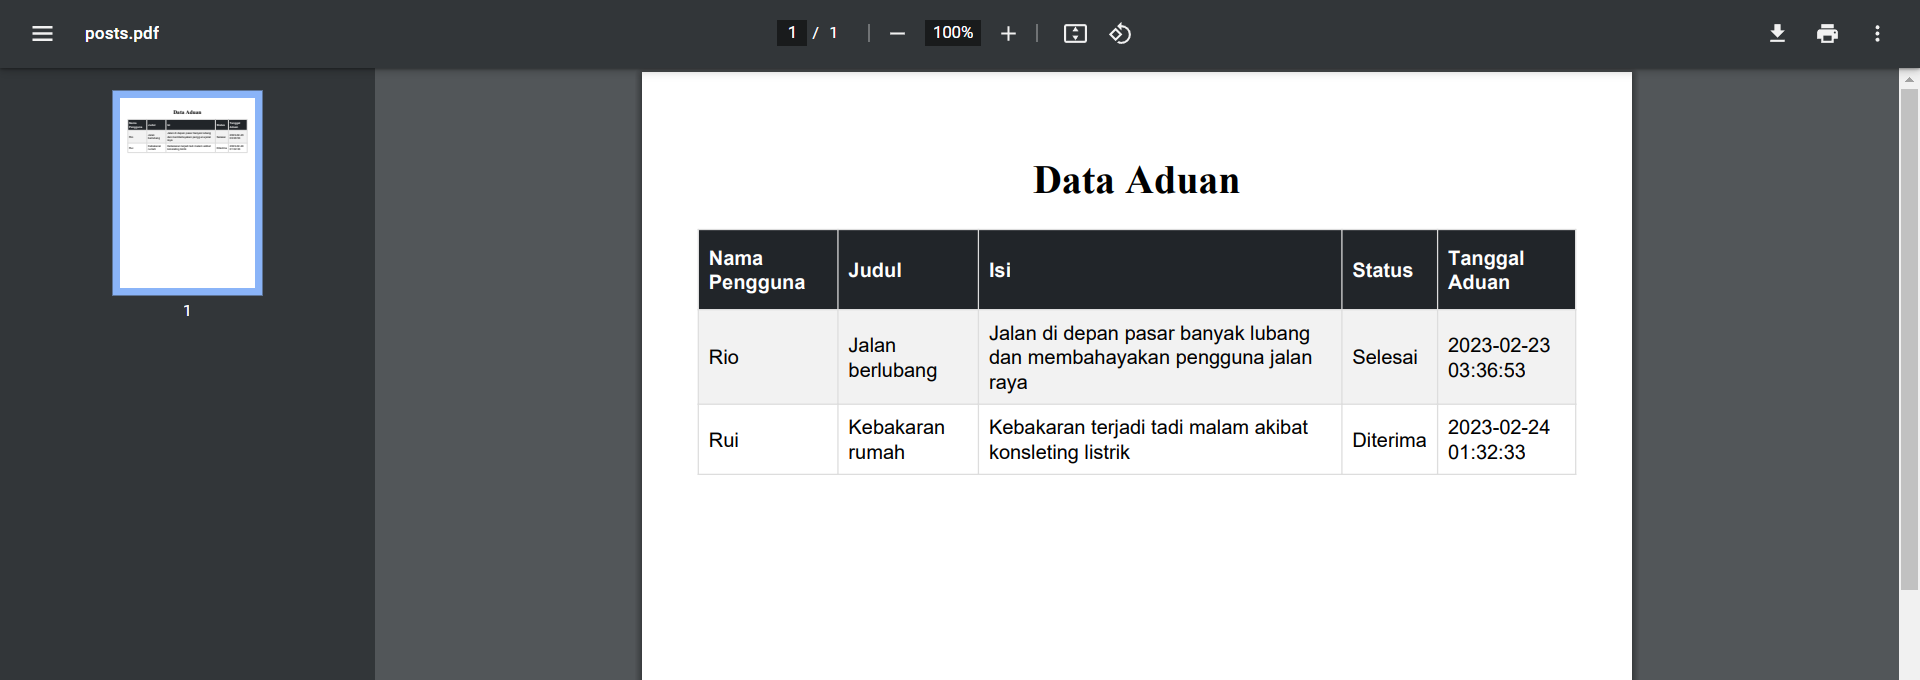 posts.pdf
1 / 1
100%
1
Data Aduan
Nama Pengguna
Judul
Isi
Status
Tanggal Aduan
Rio
Jalan
berlubang
Jalan di depan pasar banyak lubang
dan membahayakan pengguna jalan
raya
Selesai
2023-02-23
03:36:53
Rui
Kebakaran
rumah
Kebakaran terjadi tadi malam akibat
konsleting listrik
Diterima
2023-02-24
01:32:33